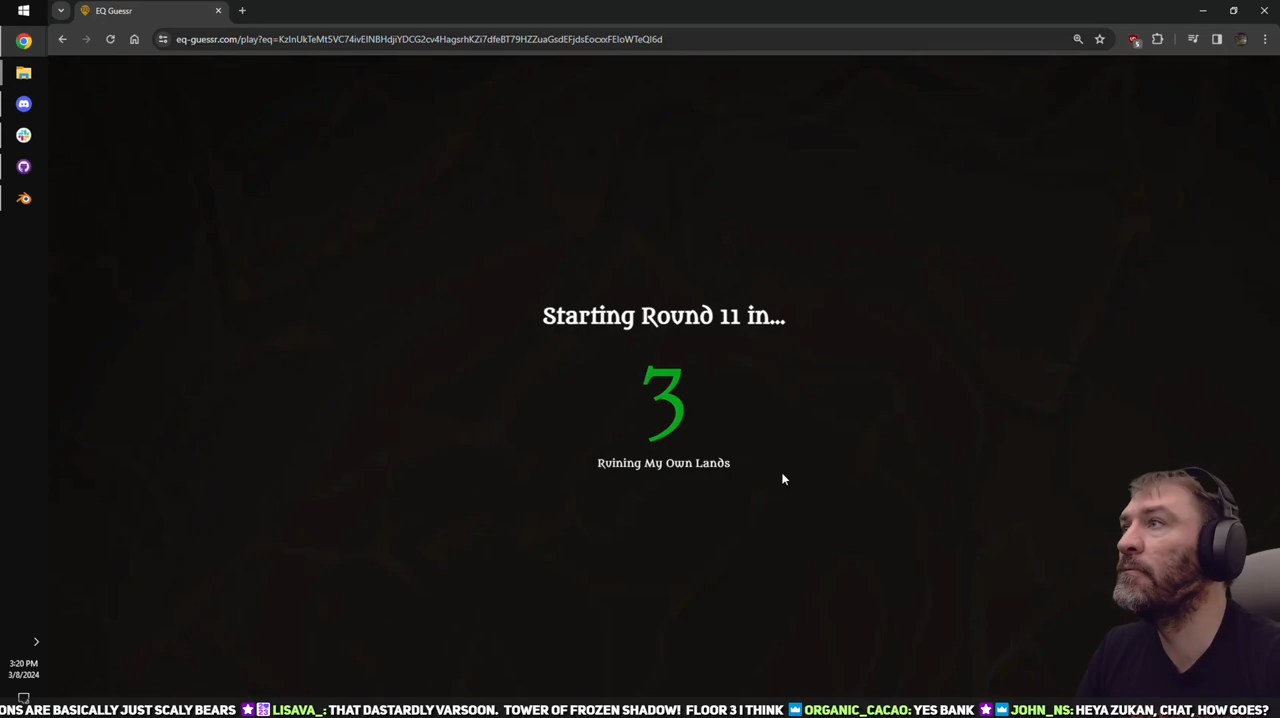 EQ Guessr
eq-guessr.com/play?eq=KzInUkTeMt5VC74ivEINBHdjiYDCG2cv4HagsrhKZi7dfeBT79HZZuaGsdEFjdsEocxxFEIoWTeQI6d
Starting Round 11 in...
3
Ruining My Own Lands
3:20 PM
3/8/2024
ONS ARE BASICALLY JUST SCALY BEARS LISAVA_: THAT DASTARDLY VARSOON. TOWER OF FROZEN SHADOW! FLOOR 3 I THINK ORGANIC_CACAO: YES BANK JOHN_NS: HEYA ZUKAN, CHAT, HOW GOES?